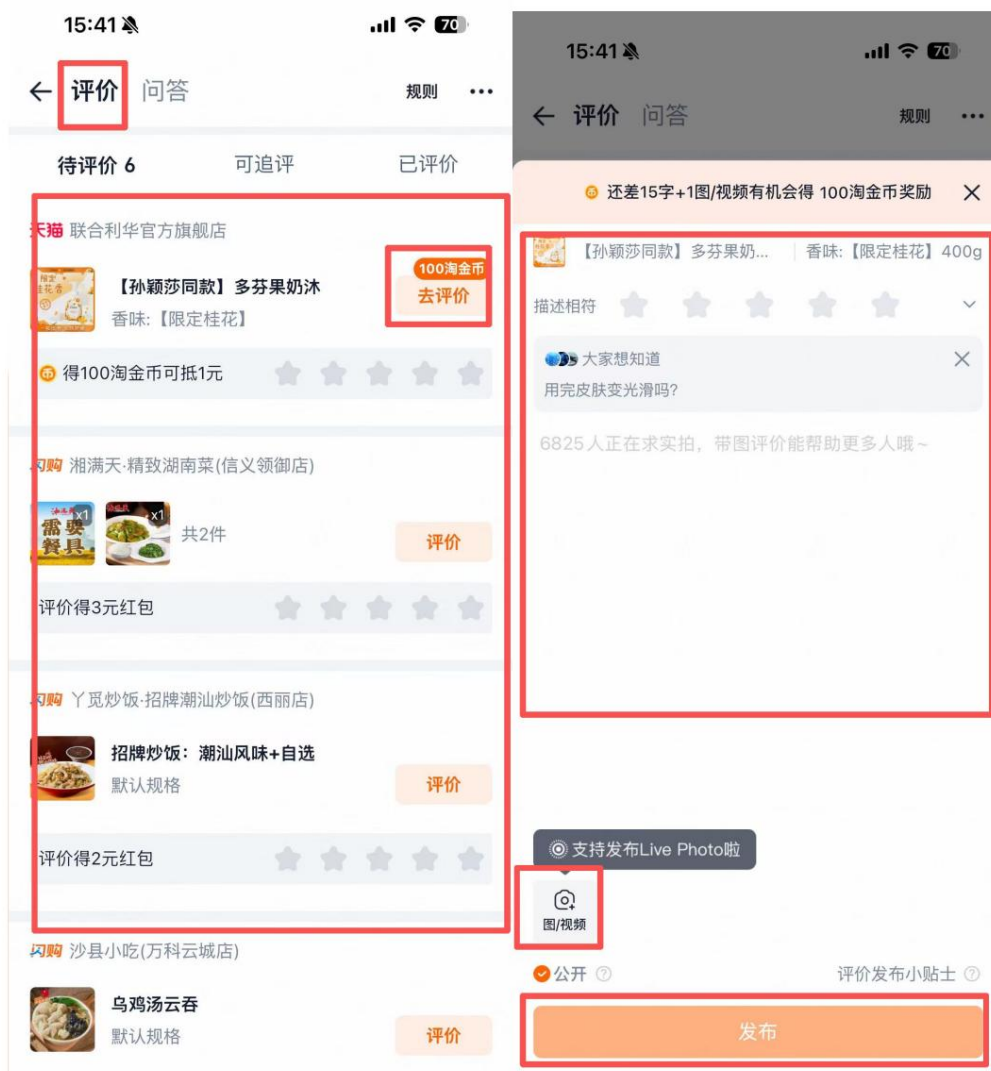 15:41
70
评价 问答 规则
待评价 6 可追评 已评价
天猫 联合利华官方旗舰店
【孙颖莎同款】多芬果奶沐
香味:【限定桂花】
100淘金币
去评价
得100淘金币可抵1元
闪购 湘满天·精致湖南菜(信义领御店)
需要
餐具
x1
x1
共2件
评价
评价得3元红包
闪购 丫觅炒饭·招牌潮汕炒饭(西丽店)
招牌炒饭：潮汕风味+自选
默认规格
评价
评价得2元红包
闪购 沙县小吃(万科云城店)
乌鸡汤云吞
默认规格
评价
15:41
70
评价 问答 规则
还差15字+1图/视频有机会得 100淘金币奖励
【孙颖莎同款】多芬果奶... 香味:【限定桂花】400g
描述相符
大家想知道
用完皮肤变光滑吗?
6825人正在求实拍，带图评价能帮助更多人哦~
支持发布Live Photo啦
图/视频
公开 评价发布小贴士
发布